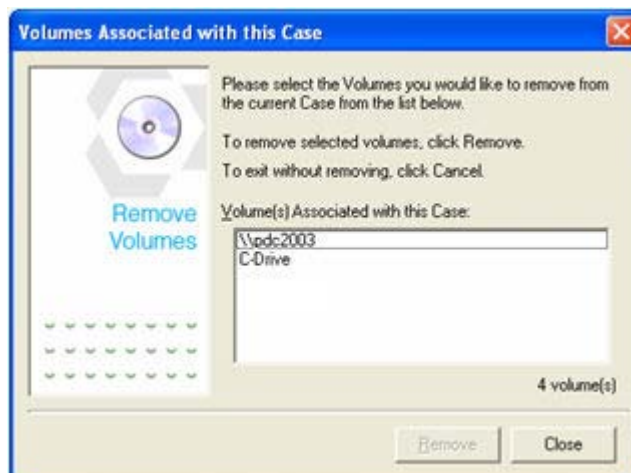 Volumes Associated with this Case
Please select the Volumes you would like to remove from
the current Case from the list below.
To remove selected volumes, click Remove.
To exit without removing, click Cancel.
Remove
Volumes
Volume(s) Associated with this Case:
\\pdc2003
C-Drive
4 volume(s)
Remove
Close